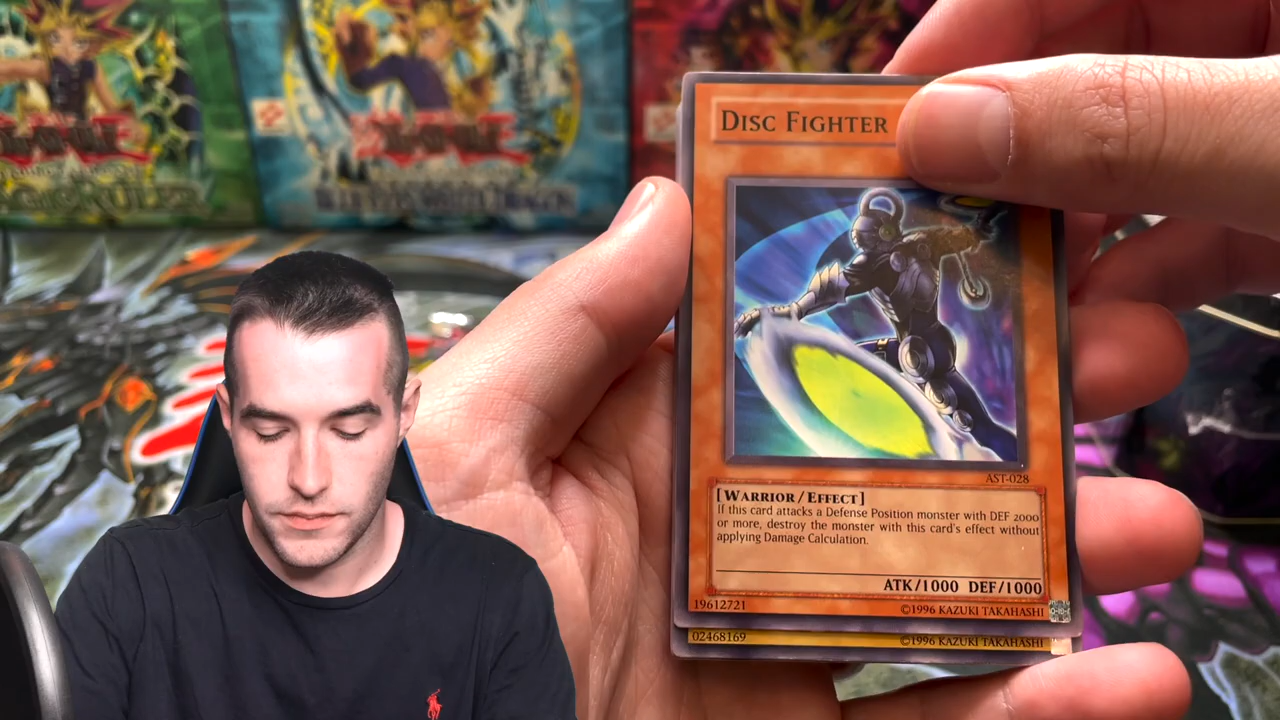 DISC FIGHTER
AST-028
[WARRIOR/EFFECT]
If this card attacks a Defense Position monster with DEF 2000
or more, destroy the monster with this card's effect without
applying Damage Calculation.
ATK/1000 DEF/1000
19612721
©1996 KAZUKI TAKAHASHI
02468169
©1996 KAZUKI TAKAHASHI